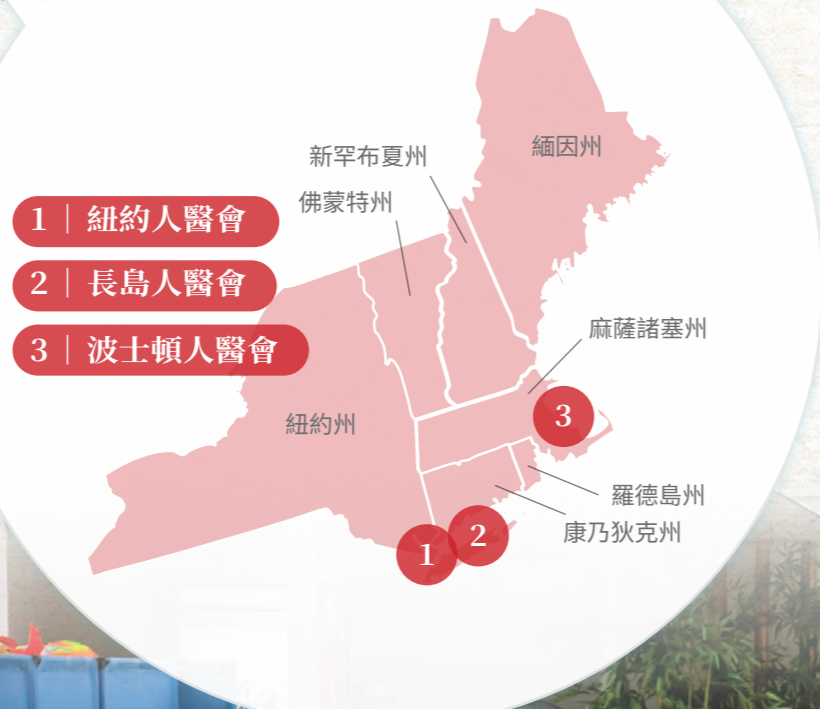 緬因州
新罕布夏州
佛蒙特州
1｜紐約人醫會
2｜長島人醫會
3｜波士頓人醫會
麻薩諸塞州
3
紐約州
羅德島州
康乃狄克州
2
1